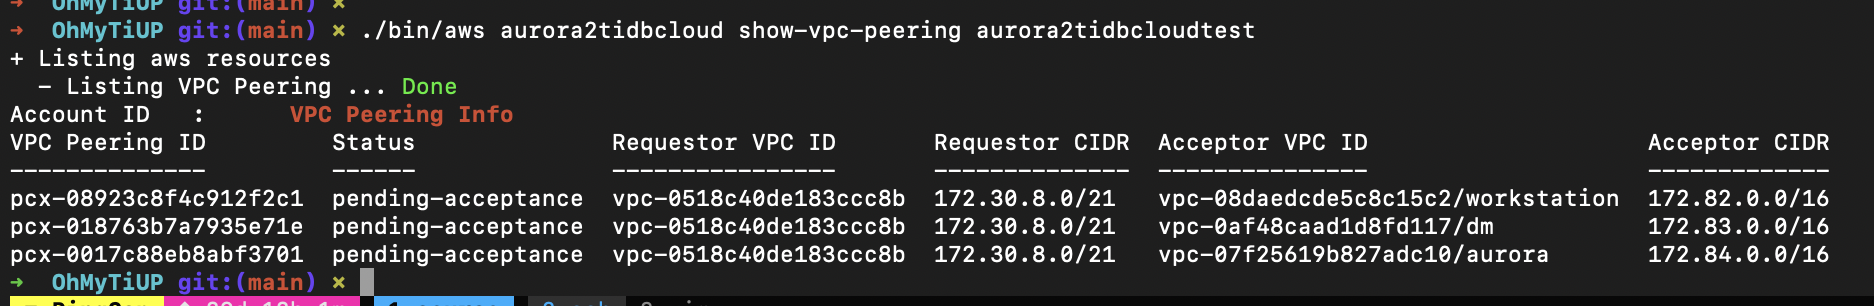 ➜  OhMyTiUP git:(main) ✗
➜  OhMyTiUP git:(main) ✗ ./bin/aws aurora2tidbcloud show-vpc-peering aurora2tidbcloudtest
+ Listing aws resources
  - Listing VPC Peering ... Done
Account ID   :      VPC Peering Info
VPC Peering ID         Status              Requestor VPC ID       Requestor CIDR  Acceptor VPC ID                    Acceptor CIDR
--------------         ------              ----------------       --------------  ---------------                    -------------
pcx-08923c8f4c912f2c1  pending-acceptance  vpc-0518c40de183ccc8b  172.30.8.0/21   vpc-08daedcde5c8c15c2/workstation  172.82.0.0/16
pcx-018763b7a7935e71e  pending-acceptance  vpc-0518c40de183ccc8b  172.30.8.0/21   vpc-0af48caad1d8fd117/dm           172.83.0.0/16
pcx-0017c88eb8abf3701  pending-acceptance  vpc-0518c40de183ccc8b  172.30.8.0/21   vpc-07f25619b827adc10/aurora       172.84.0.0/16
➜  OhMyTiUP git:(main) ✗